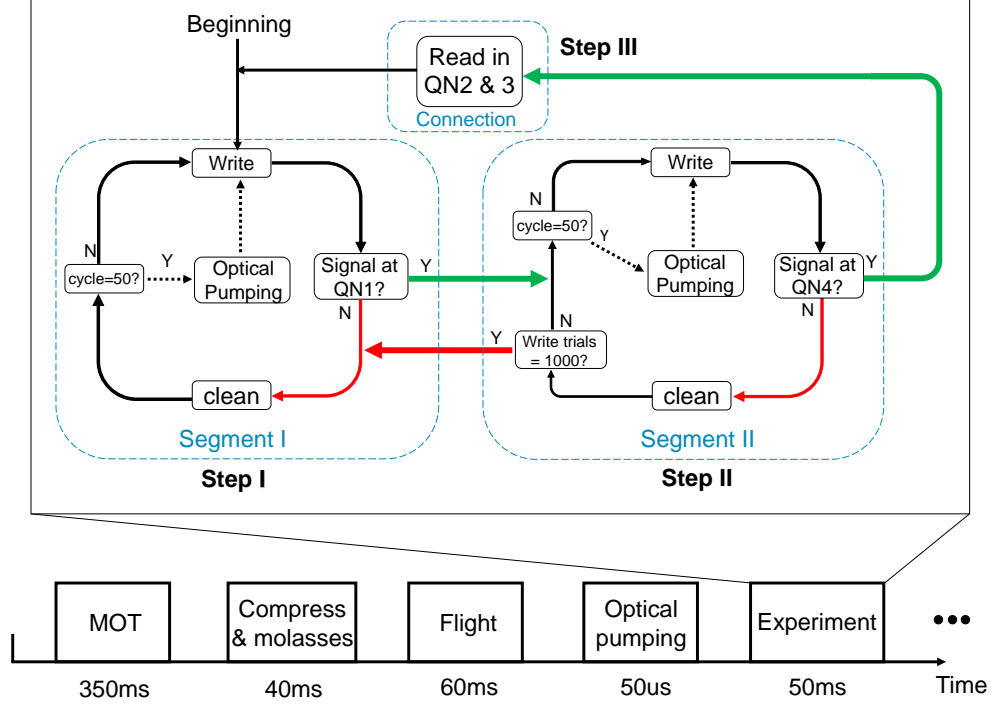 Beginning
Read in
QN2 & 3
Connection
Step III
Write
N
cycle=50?
Y
Optical
Pumping
Signal at
QN1?
Y
N
clean
Segment I
Step I
Write
N
cycle=50?
Y
Optical
Pumping
Signal at
QN4?
Y
N
N
Y
Write trials
= 1000?
clean
Segment II
Step II
MOT
Compress
& molasses
Flight
Optical
pumping
Experiment
350ms
40ms
60ms
50us
50ms
Time